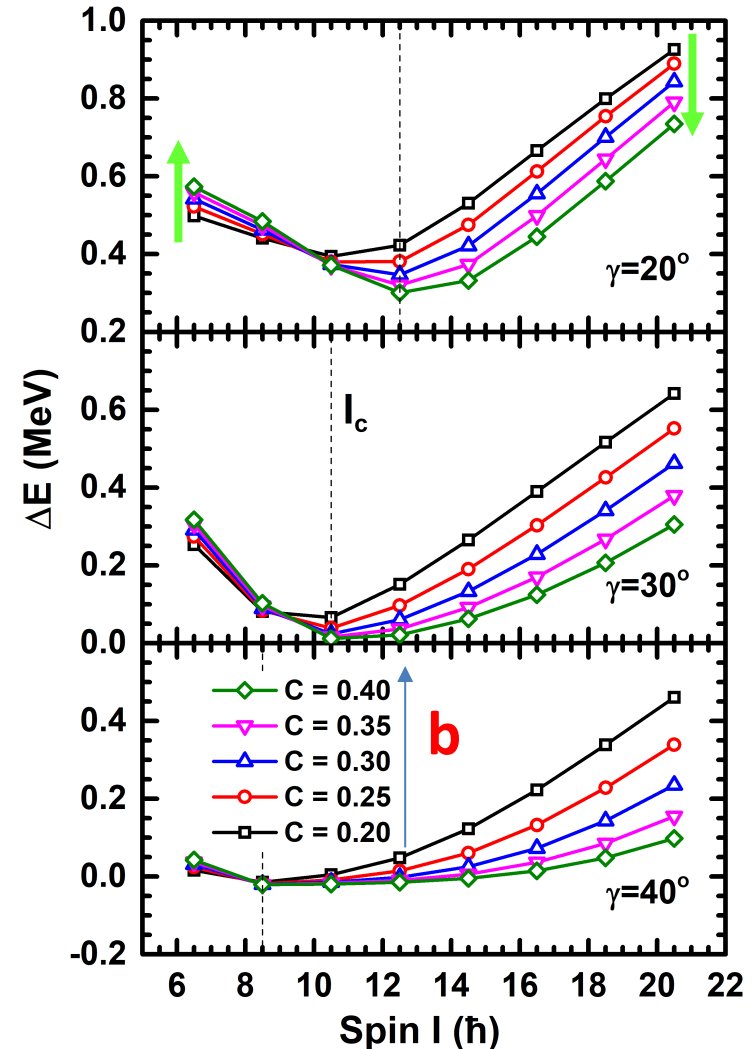 1.0
0.8
0.6
0.4
0.2
γ=20°
0.6
0.4
0.2
0.0
I_c
γ=30°
ΔE (MeV)
0.4
0.2
0.0
-0.2
C = 0.40
C = 0.35
C = 0.30
C = 0.25
C = 0.20
b
γ=40°
6 8 10 12 14 16 18 20 22
Spin I (ħ)